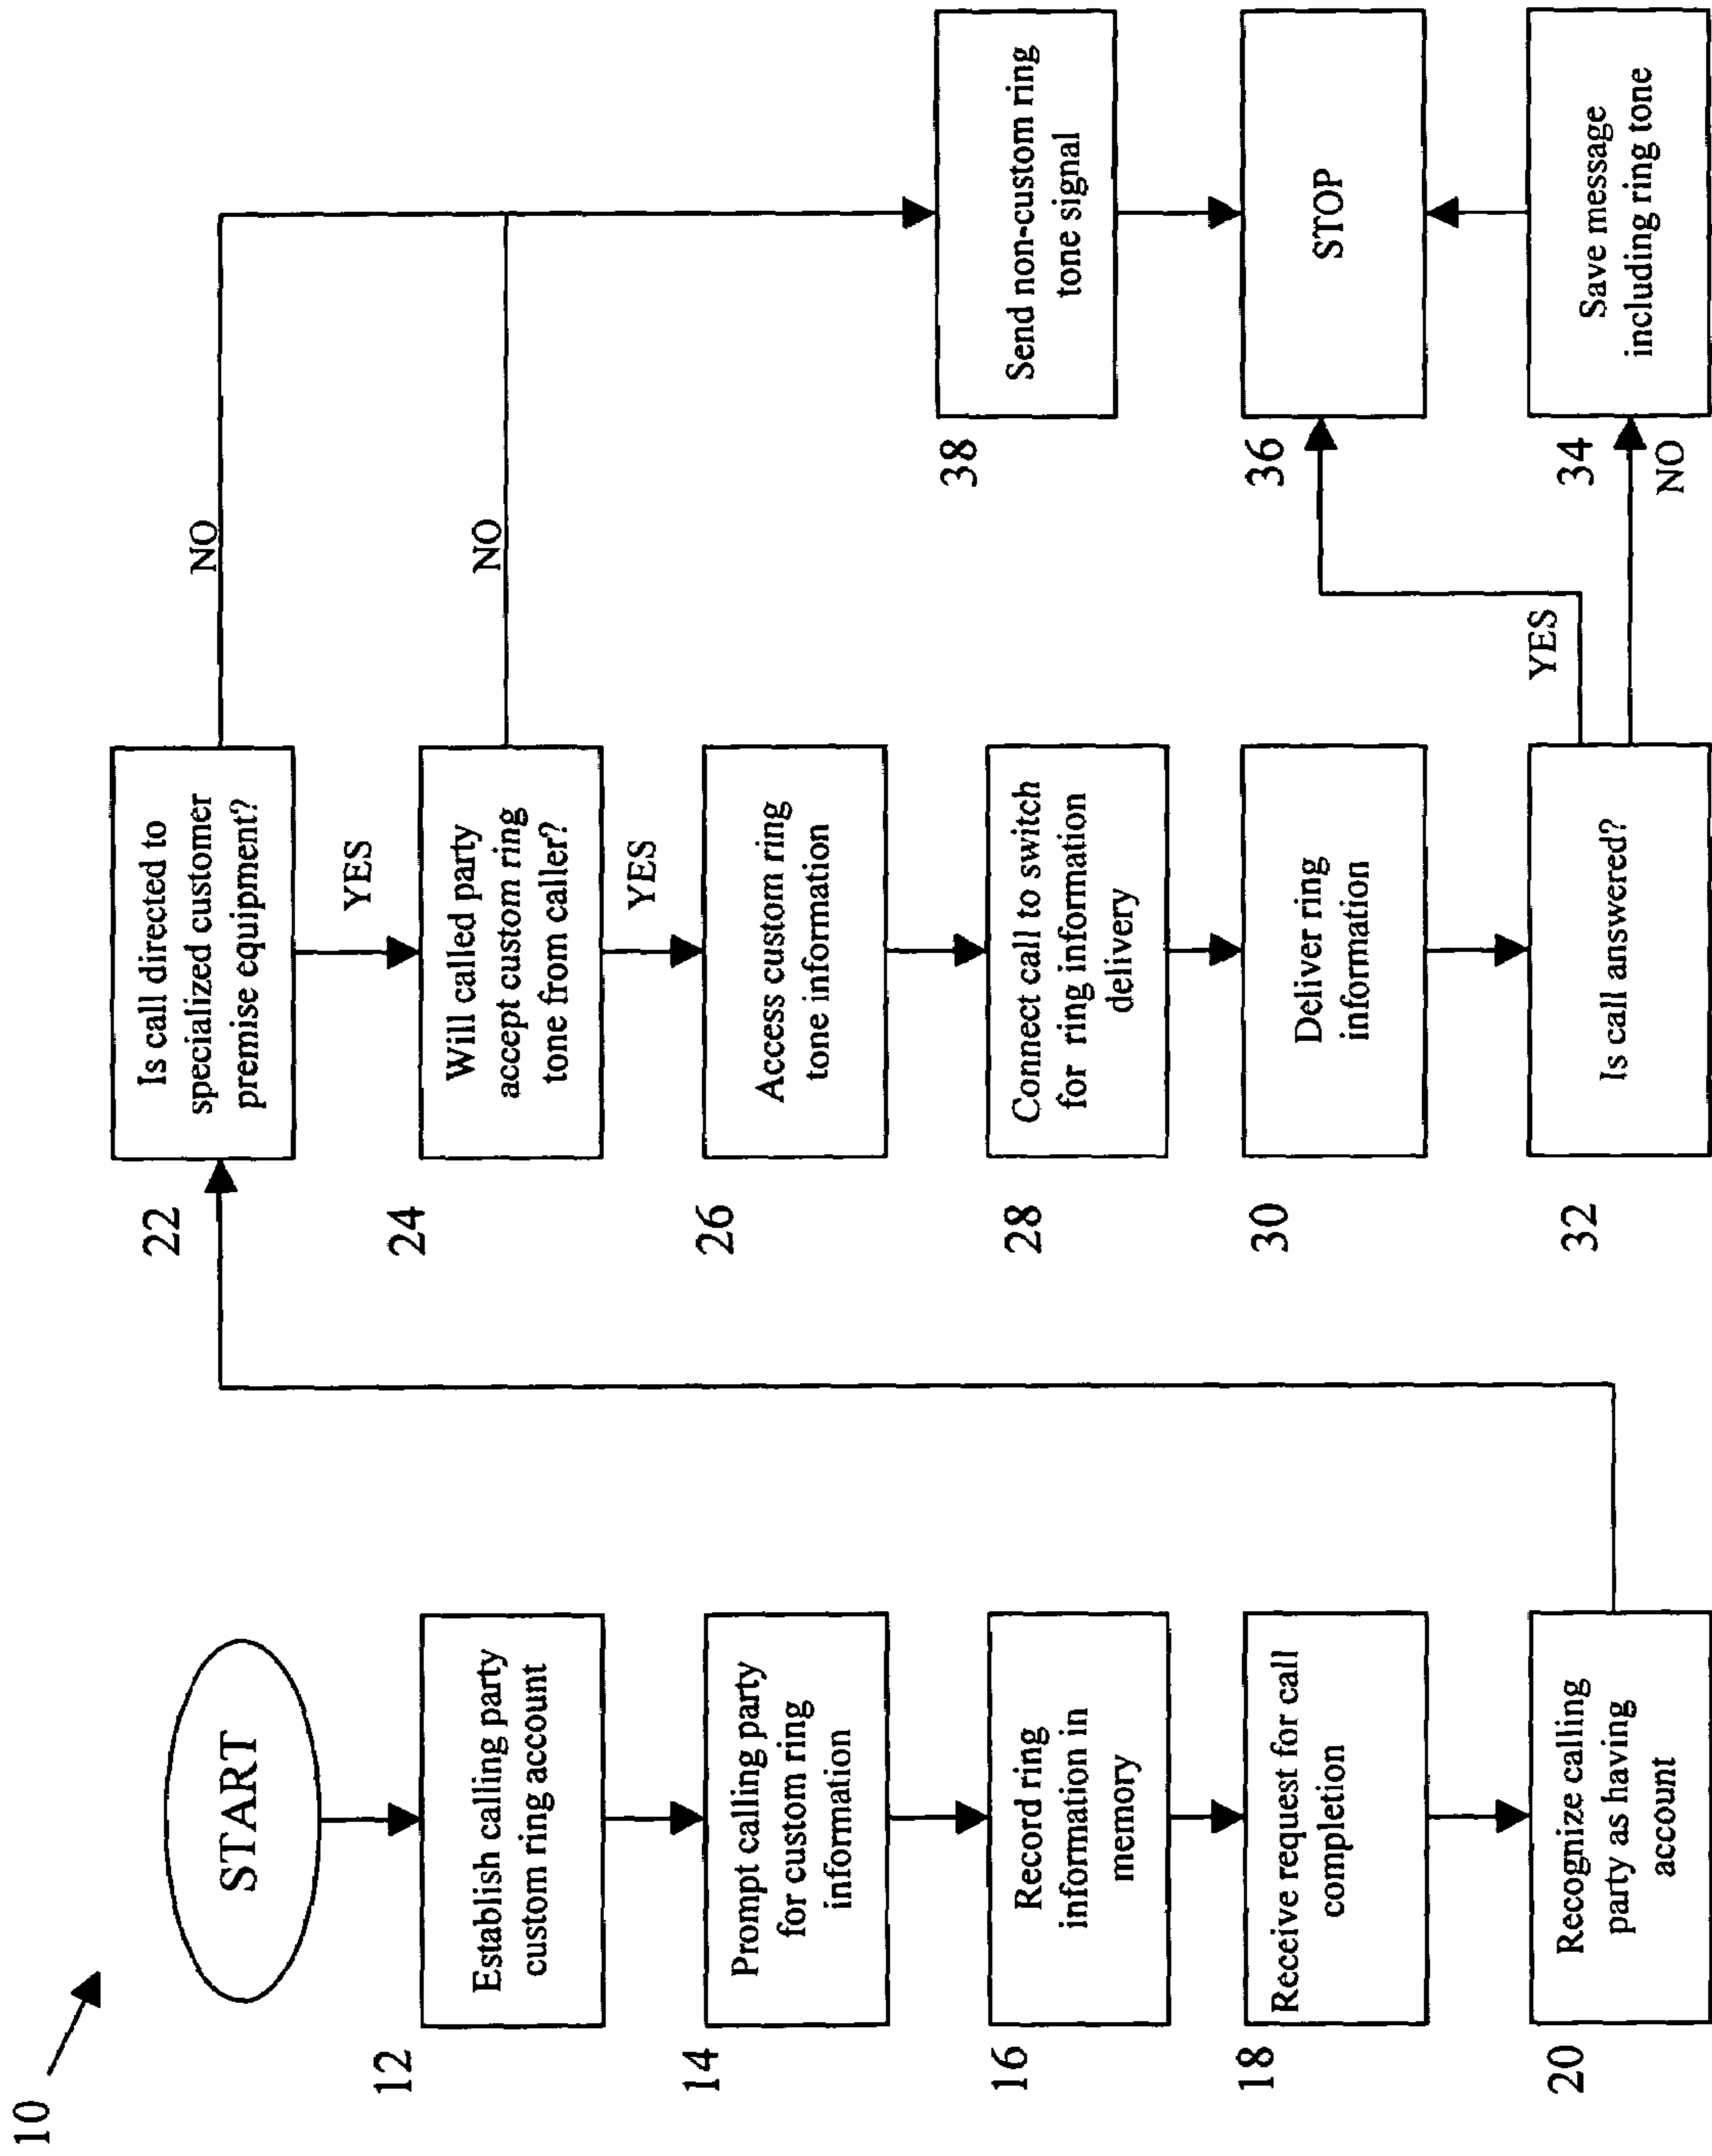 10
START
12
Establish calling party
custom ring account
14
Prompt calling party
for custom ring
information
16
Record ring
information in
memory
18
Receive request for call
completion
20
Recognize calling
party as having
account
22
Is call directed to
specialized customer
premise equipment?
NO
YES
24
Will called party
accept custom ring
tone from caller?
NO
YES
26
Access custom ring
tone information
28
Connect call to switch
for ring information
delivery
30
Deliver ring
information
32
Is call answered?
YES
NO
38
Send non-custom ring
tone signal
36
STOP
34
Save message
including ring tone